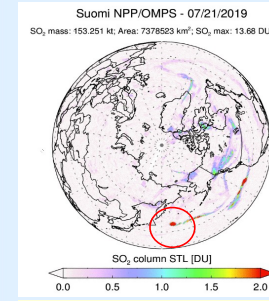 Suomi NPP/OMPS - 07/21/2019
SO₂ mass: 153.251 kt; Area: 7378523 km²; SO₂ max: 13.68 DU
SO₂ column STL [DU]
0.0 0.5 1.0 1.5 2.0